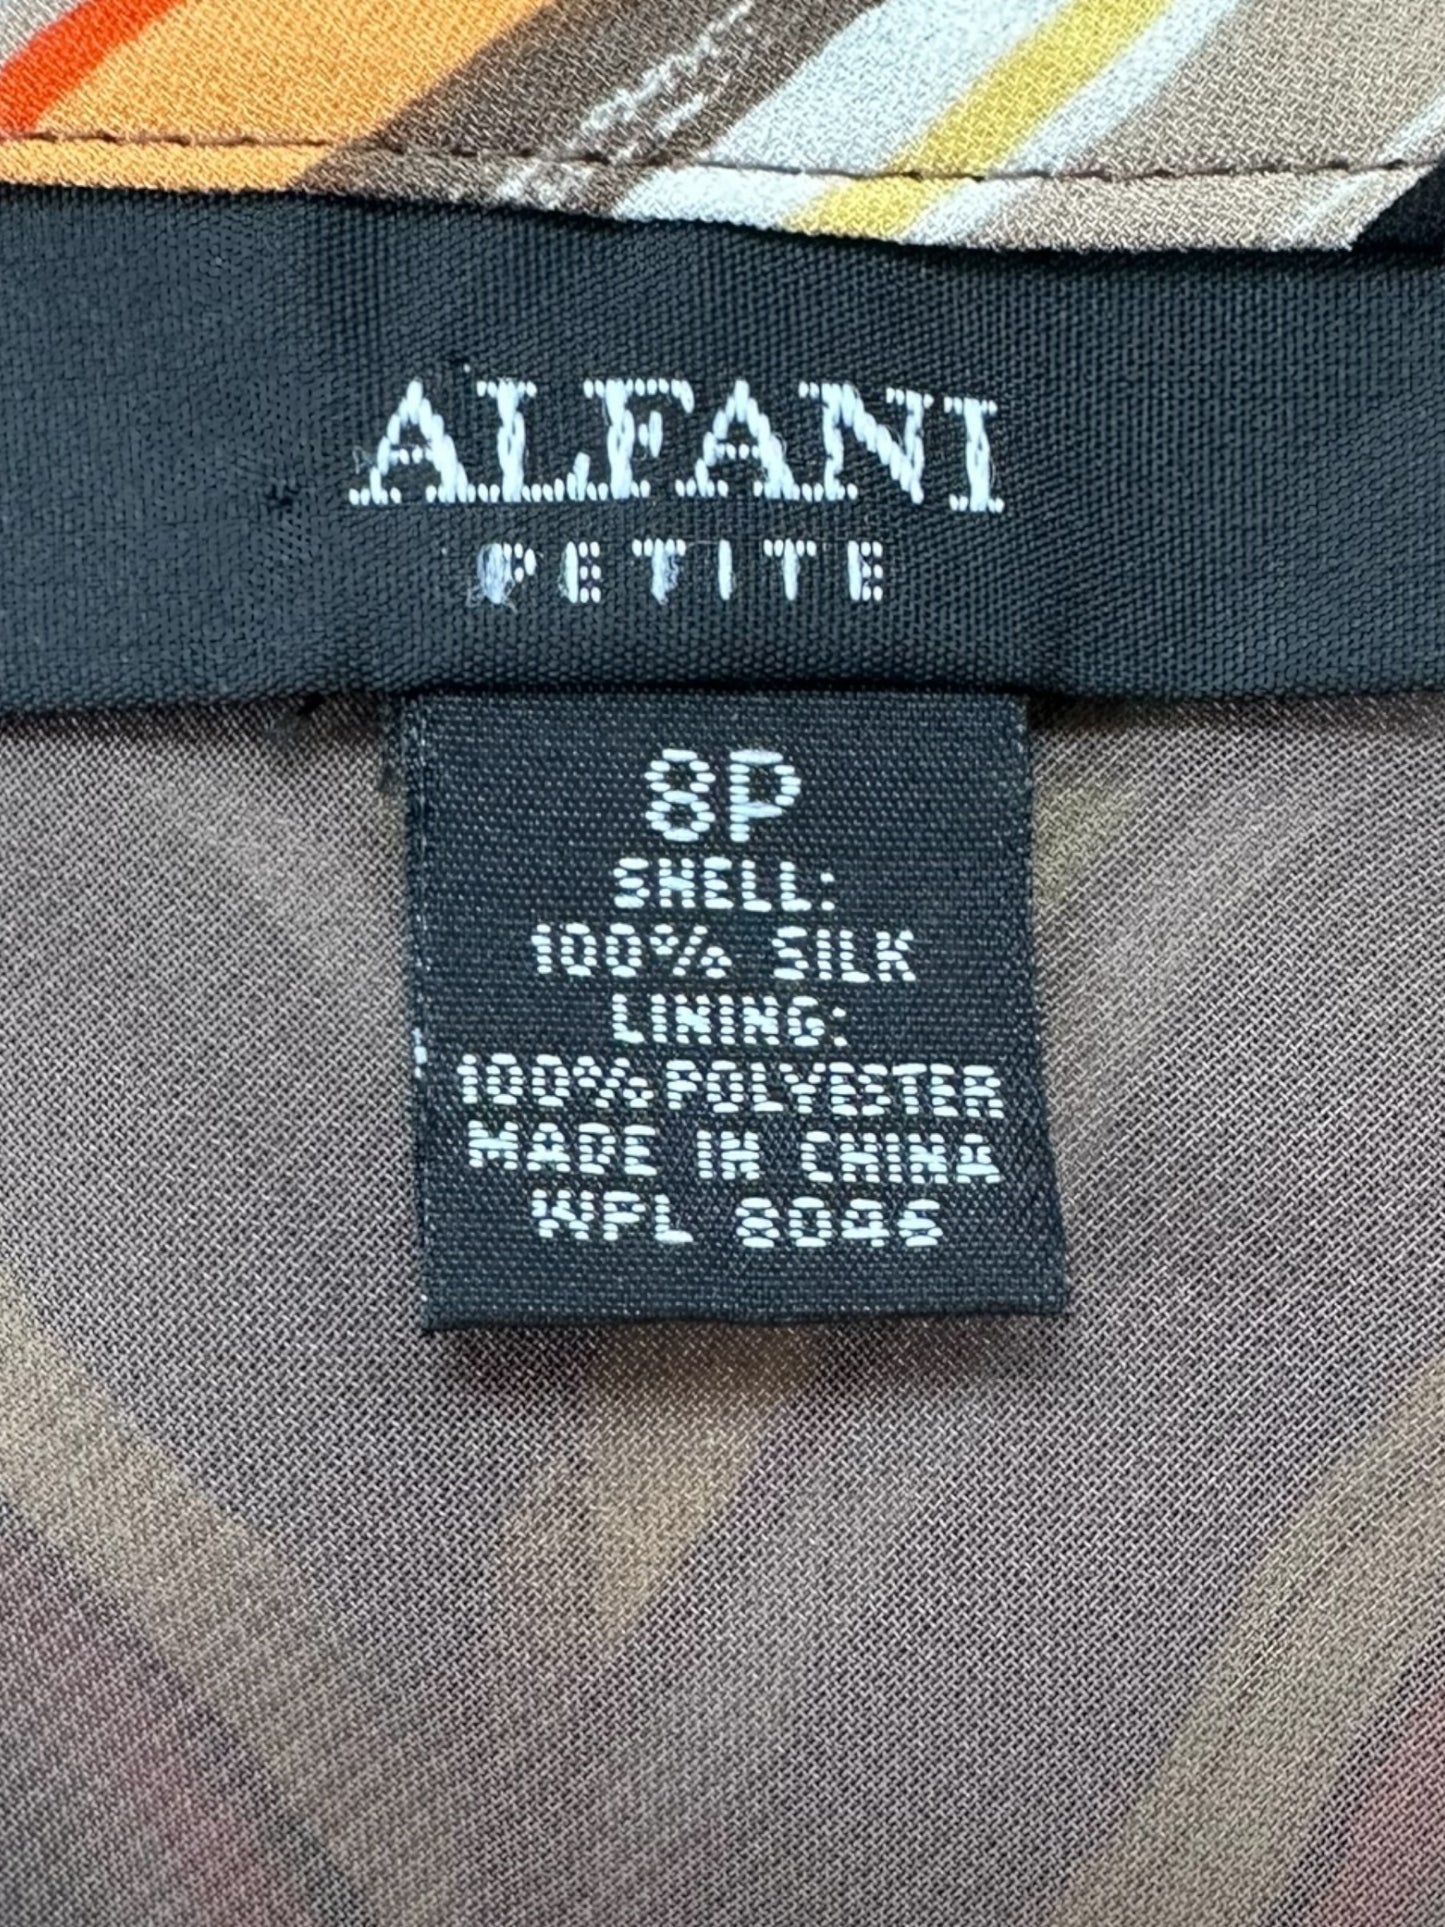 ALFANI
PETITE
8P
SHELL:
100% SILK
LINING:
100% POLYESTER
MADE IN CHINA
WPL 8046